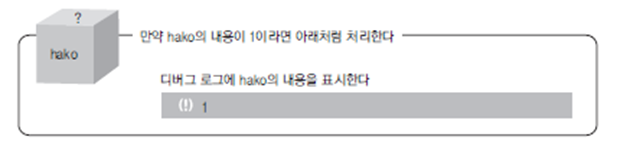 ?
hako
만약 hako의 내용이 1이라면 아래처럼 처리한다
디버그 로그에 hako의 내용을 표시한다
(!) 1